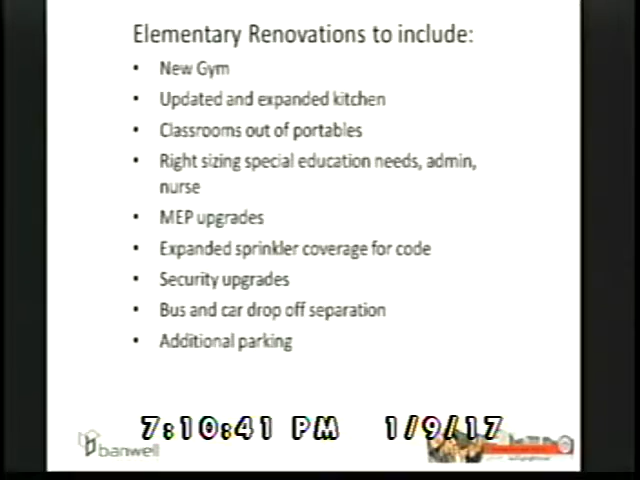 Elementary Renovations to include:
• New Gym
• Updated and expanded kitchen
• Classrooms out of portables
• Right sizing special education needs, admin,
nurse
• MEP upgrades
• Expanded sprinkler coverage for code
• Security upgrades
• Bus and car drop off separation
• Additional parking
7:10:41 PM 1/9/17
banwell